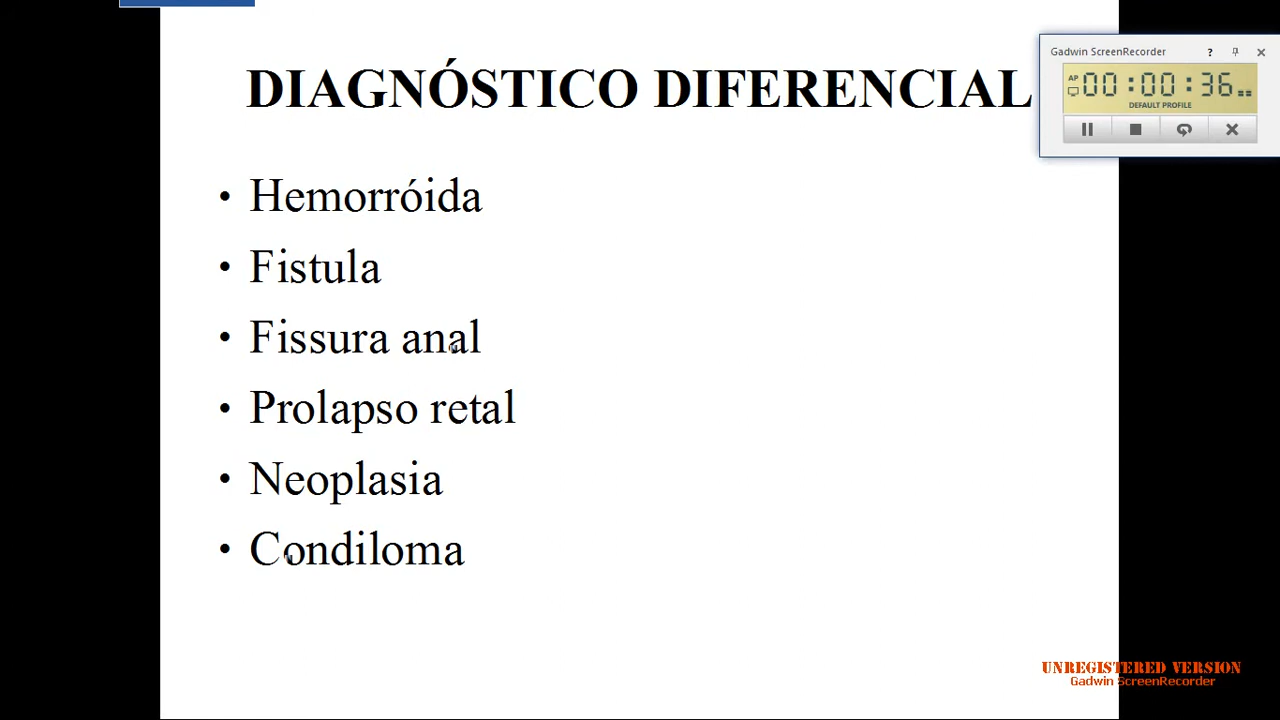 DIAGNÓSTICO DIFERENCIAL
Gadwin ScreenRecorder
?
AP
00:00:36
DEFAULT PROFILE
• Hemorróida
• Fistula
• Fissura anal
• Prolapso retal
• Neoplasia
• Condiloma
UNREGISTERED VERSION
Gadwin ScreenRecorder